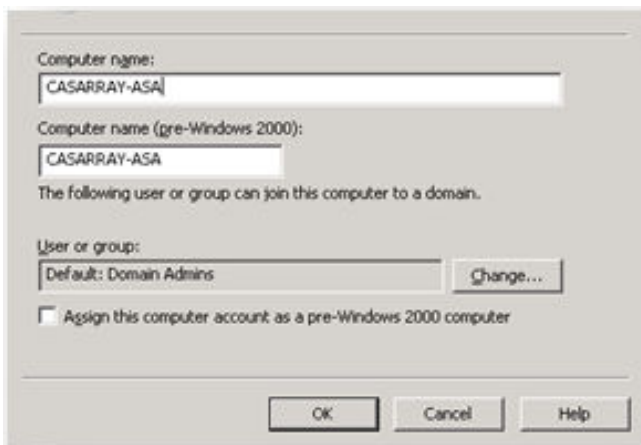 Computer name:
CASARRAY-ASA
Computer name (pre-Windows 2000):
CASARRAY-ASA
The following user or group can join this computer to a domain.
User or group:
Default: Domain Admins
Change...
Assign this computer account as a pre-Windows 2000 computer
OK
Cancel
Help